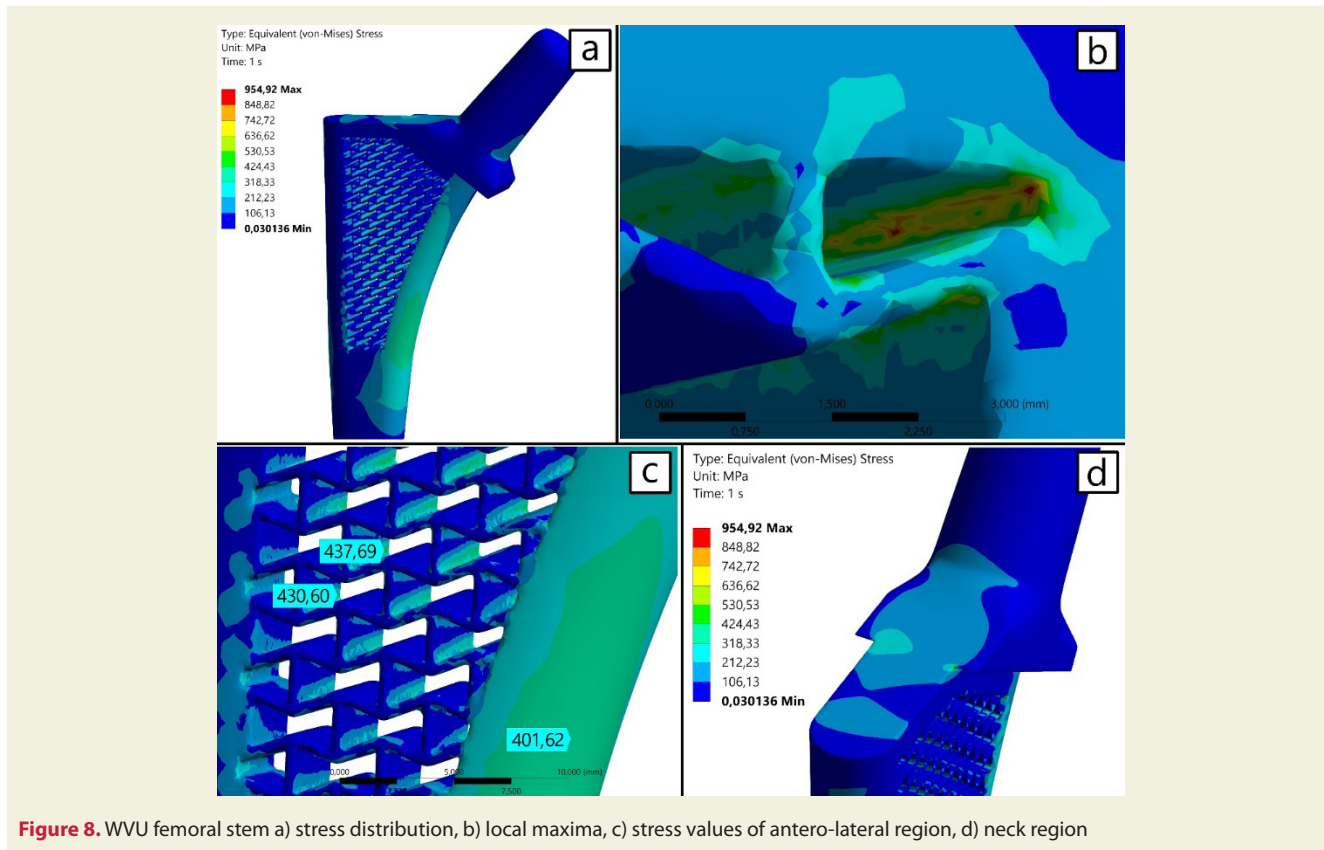 Type: Equivalent (von-Mises) Stress
Unit: MPa
Time: 1 s
954,92 Max
848,82
742,72
636,62
530,53
424,43
318,33
212,23
106,13
0,030136 Min
a
b
0,000
1,500
3,000 (mm)
0,750
2,250
c
437,69
430,60
401,62
5,000
10,000 (mm)
7,500
Type: Equivalent (von-Mises) Stress
Unit: MPa
Time: 1 s
954,92 Max
848,82
742,72
636,62
530,53
424,43
318,33
212,23
106,13
0,030136 Min
d
Figure 8. WVU femoral stem a) stress distribution, b) local maxima, c) stress values of antero-lateral region, d) neck region